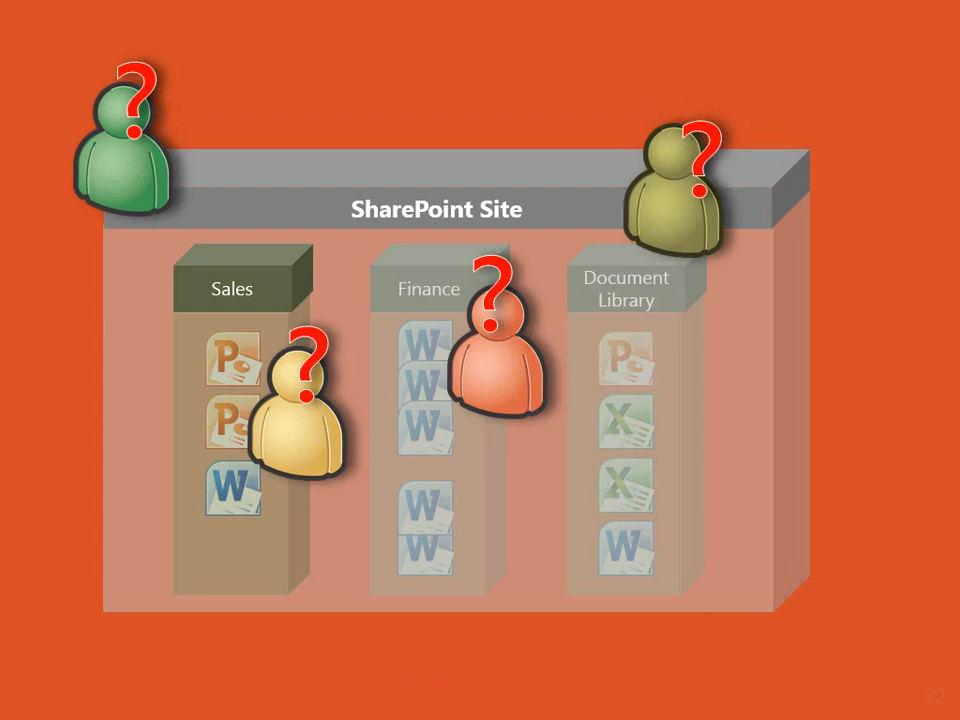 ?
?
SharePoint Site
Sales
Finance
?
Document
Library
?
P
W
P
P
W
X
W
W
W
X
W
W